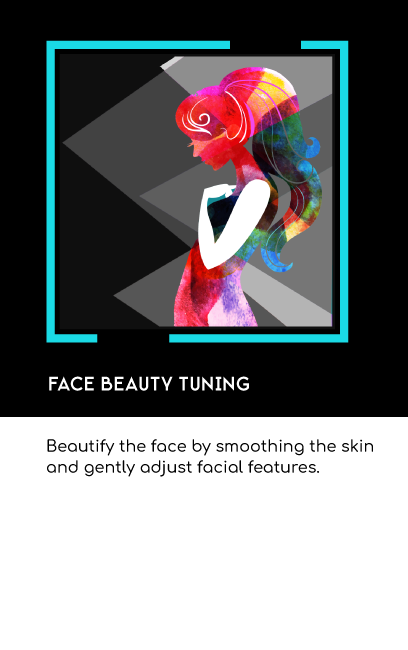 FACE BEAUTY TUNING
Beautify the face by smoothing the skin
and gently adjust facial features.